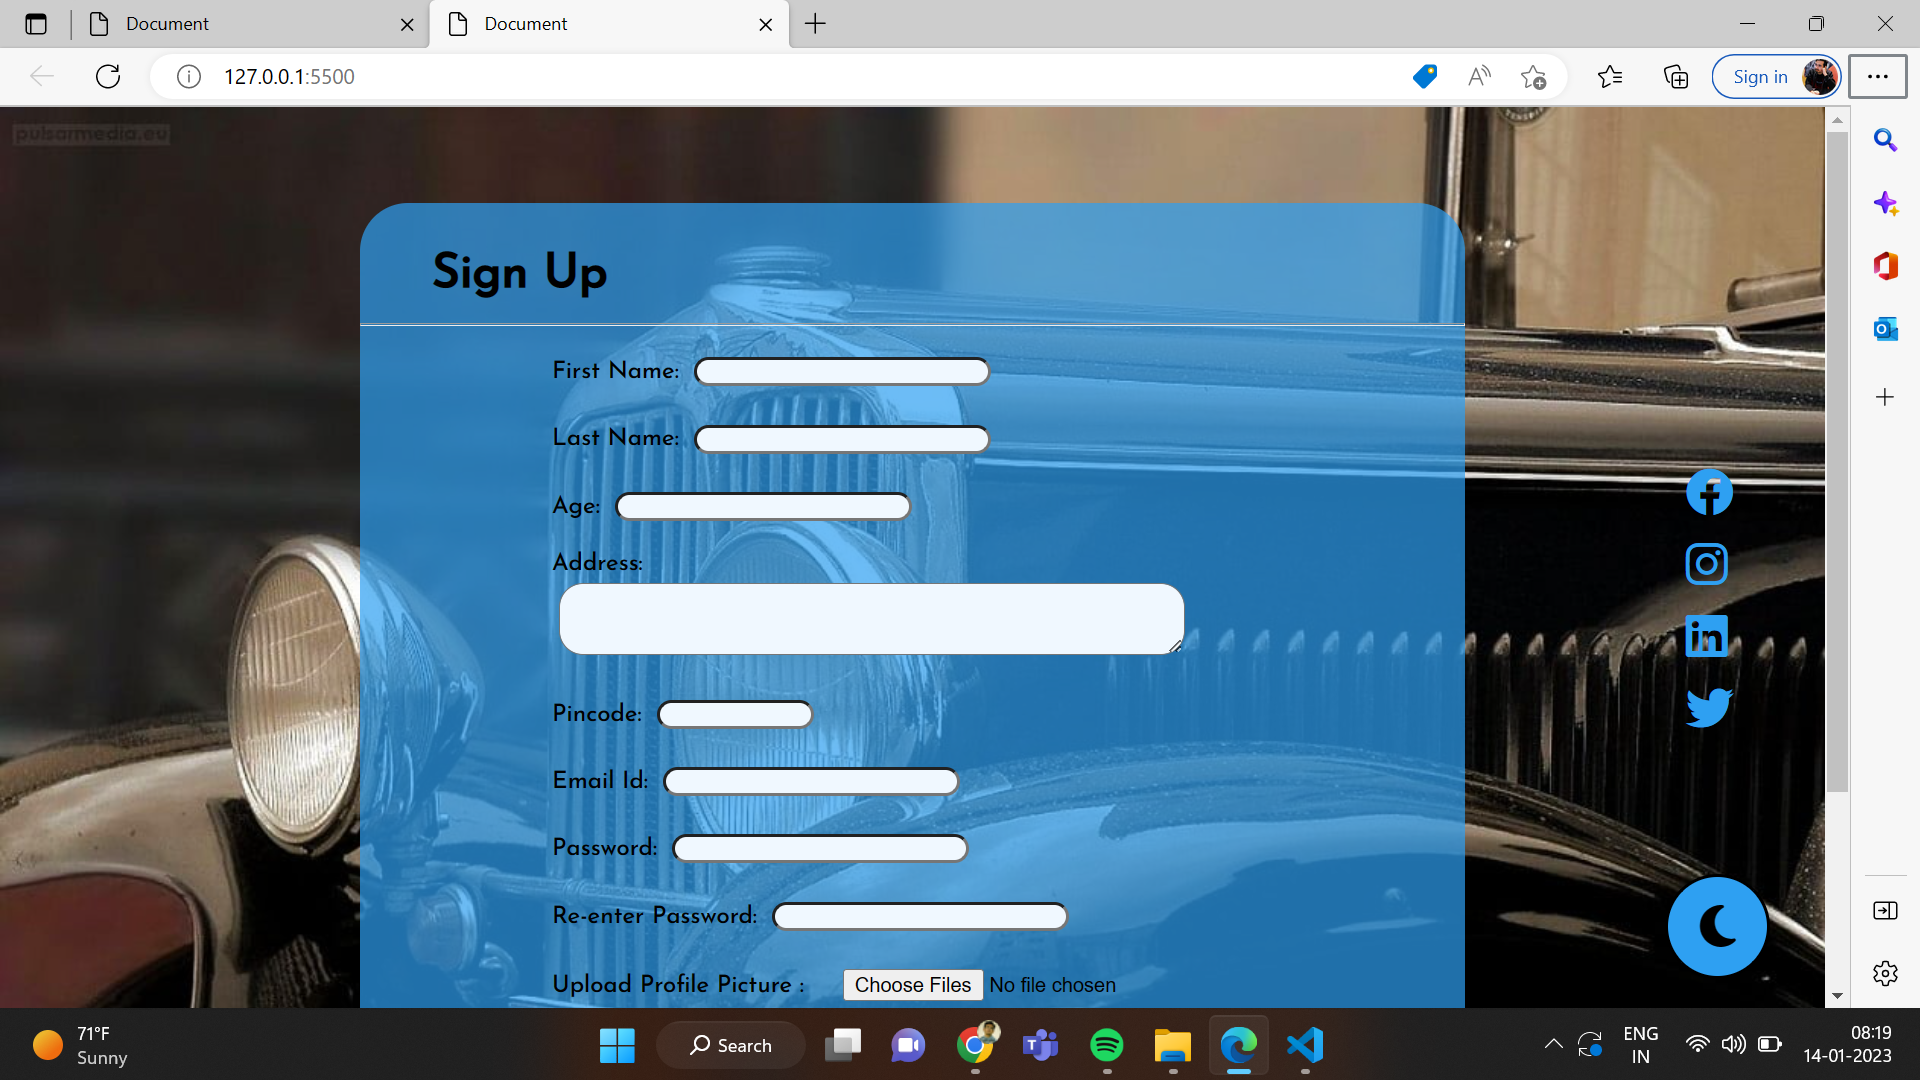 Document
Document
127.0.0.1:5500
Sign in
pulsarmedia.eu
Sign Up
First Name:
Last Name:
Age:
Address:
Pincode:
Email Id:
Password:
Re-enter Password:
Upload Profile Picture :
Choose Files No file chosen
71°F
Sunny
Search
ENG
IN
08:19
14-01-2023